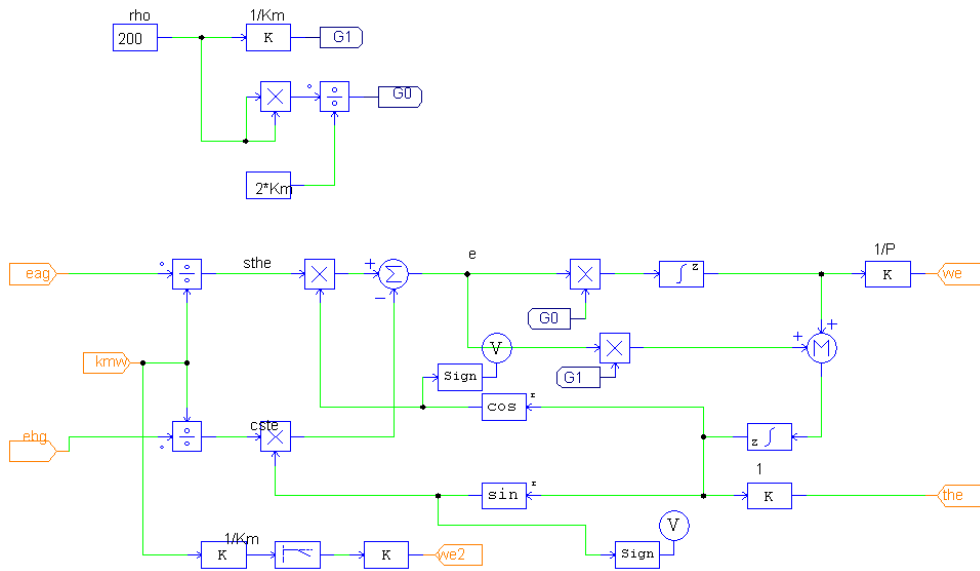 rho
1/Km
200
K
G1
G0
2*Km
eag
sthe
Σ
e
z
1/P
K
we
G0
kmw
V
M
Sign
G1
cos
z
ebg
cste
z
1
sin
z
K
the
V
1/Km
K
K
we2
Sign